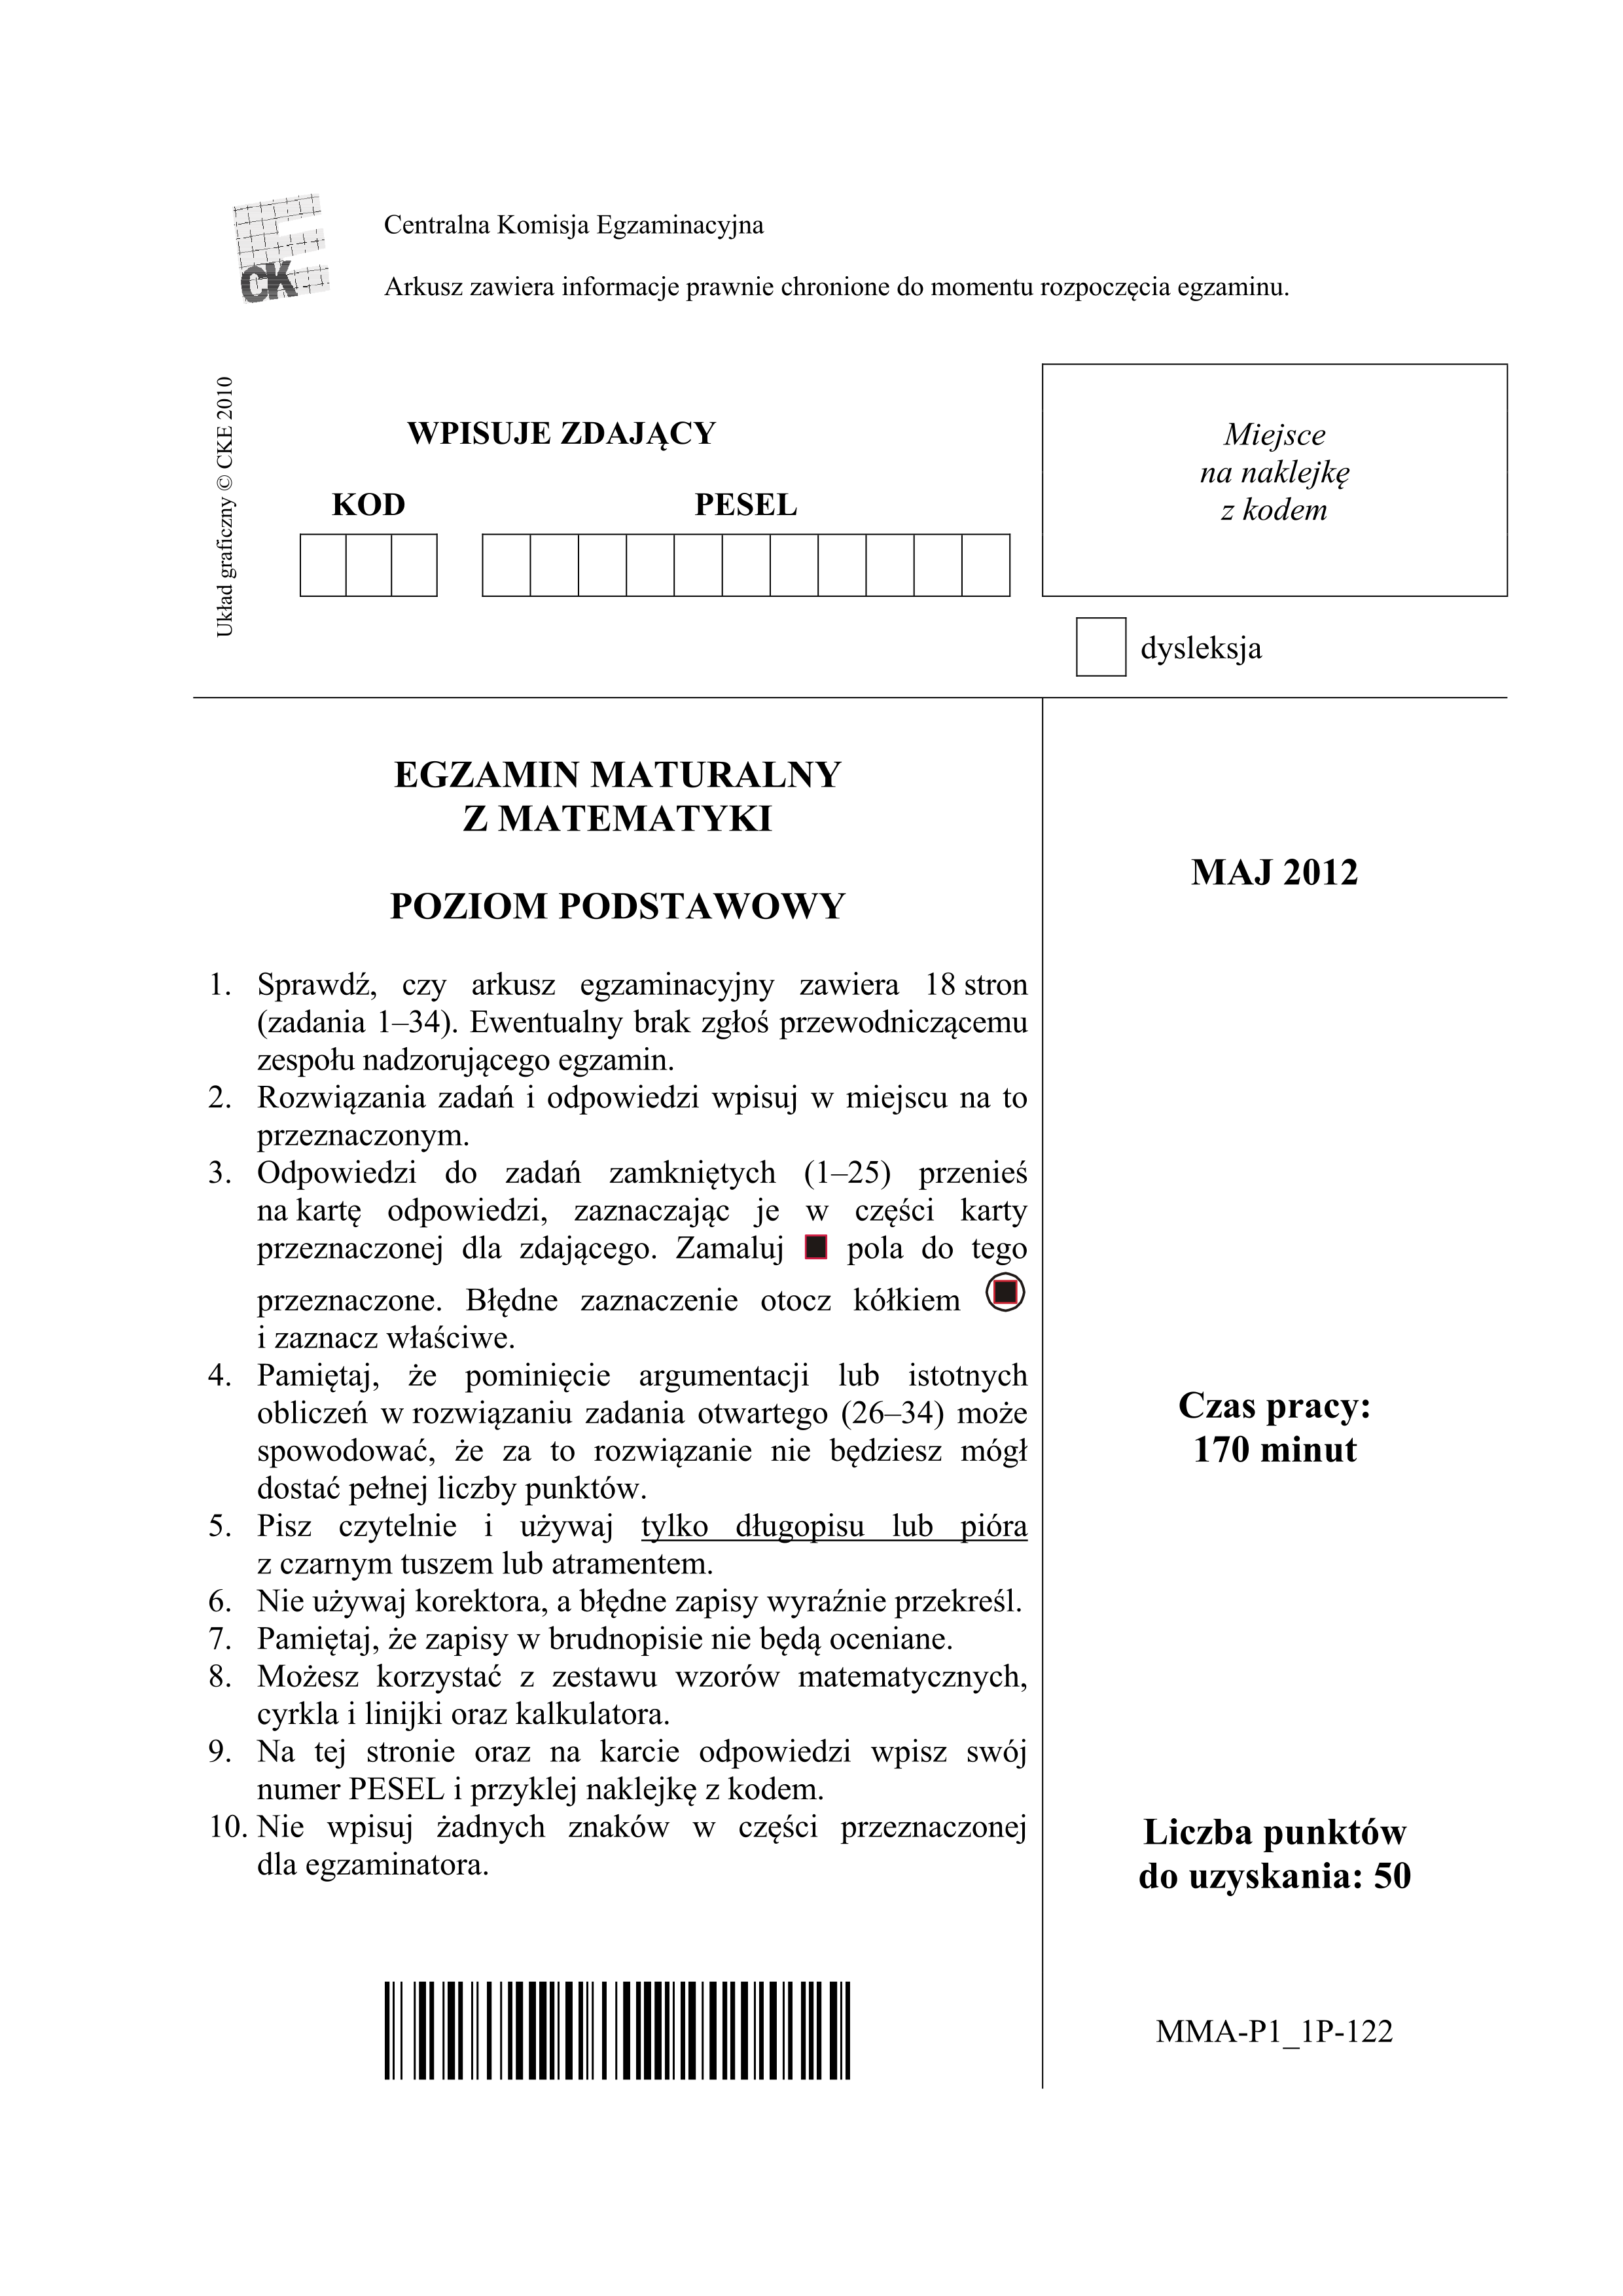 CK
Centralna Komisja Egzaminacyjna
Arkusz zawiera informacje prawnie chronione do momentu rozpoczęcia egzaminu.
Układ graficzny © CKE 2010
WPISUJE ZDAJĄCY
KOD
PESEL
Miejsce
na naklejkę
z kodem
dysleksja
EGZAMIN MATURALNY
Z MATEMATYKI
POZIOM PODSTAWOWY
1. Sprawdź, czy arkusz egzaminacyjny zawiera 18 stron
(zadania 1–34). Ewentualny brak zgłoś przewodniczącemu
zespołu nadzorującego egzamin.
2. Rozwiązania zadań i odpowiedzi wpisuj w miejscu na to
przeznaczonym.
3. Odpowiedzi do zadań zamkniętych (1–25) przenieś
na kartę odpowiedzi, zaznaczając je w części karty
przeznaczonej dla zdającego. Zamaluj pola do tego
przeznaczone. Błędne zaznaczenie otocz kółkiem
i zaznacz właściwe.
4. Pamiętaj, że pominięcie argumentacji lub istotnych
obliczeń w rozwiązaniu zadania otwartego (26–34) może
spowodować, że za to rozwiązanie nie będziesz mógł
dostać pełnej liczby punktów.
5. Pisz czytelnie i używaj tylko długopisu lub pióra
z czarnym tuszem lub atramentem.
6. Nie używaj korektora, a błędne zapisy wyraźnie przekreśl.
7. Pamiętaj, że zapisy w brudnopisie nie będą oceniane.
8. Możesz korzystać z zestawu wzorów matematycznych,
cyrkla i linijki oraz kalkulatora.
9. Na tej stronie oraz na karcie odpowiedzi wpisz swój
numer PESEL i przyklej naklejkę z kodem.
10. Nie wpisuj żadnych znaków w części przeznaczonej
dla egzaminatora.
MAJ 2012
Czas pracy:
170 minut
Liczba punktów
do uzyskania: 50
MMA-P1_1P-122